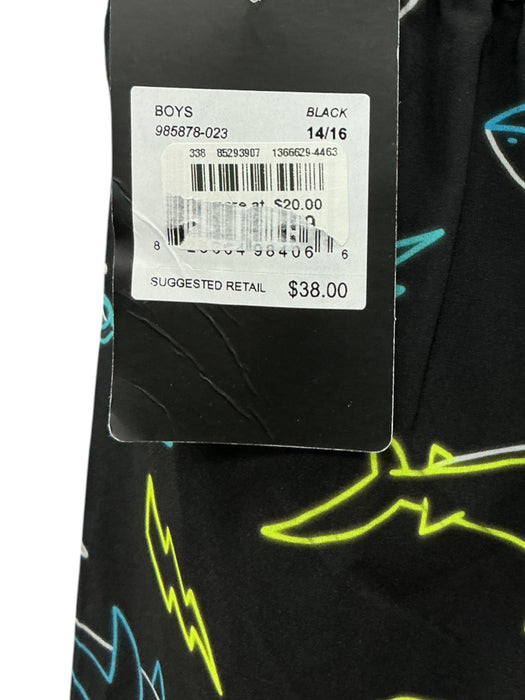 BOYS BLACK
985878-023 14/16
338 85293907 1366629-4463
at $20.00
8 98406 6
SUGGESTED RETAIL $38.00